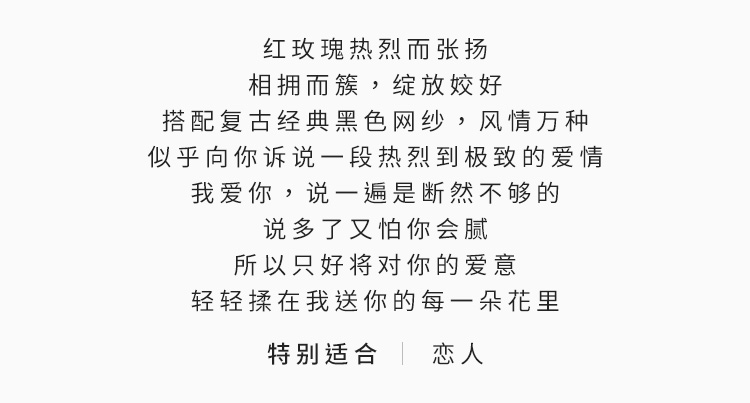 红玫瑰热烈而张扬
相拥而簇，绽放姣好
搭配复古经典黑色网纱，风情万种
似乎向你诉说一段热烈到极致的爱情
我爱你，说一遍是断然不够的
说多了又怕你会腻
所以只好将对你的爱意
轻轻揉在我送你的每一朵花里
特别适合 | 恋人